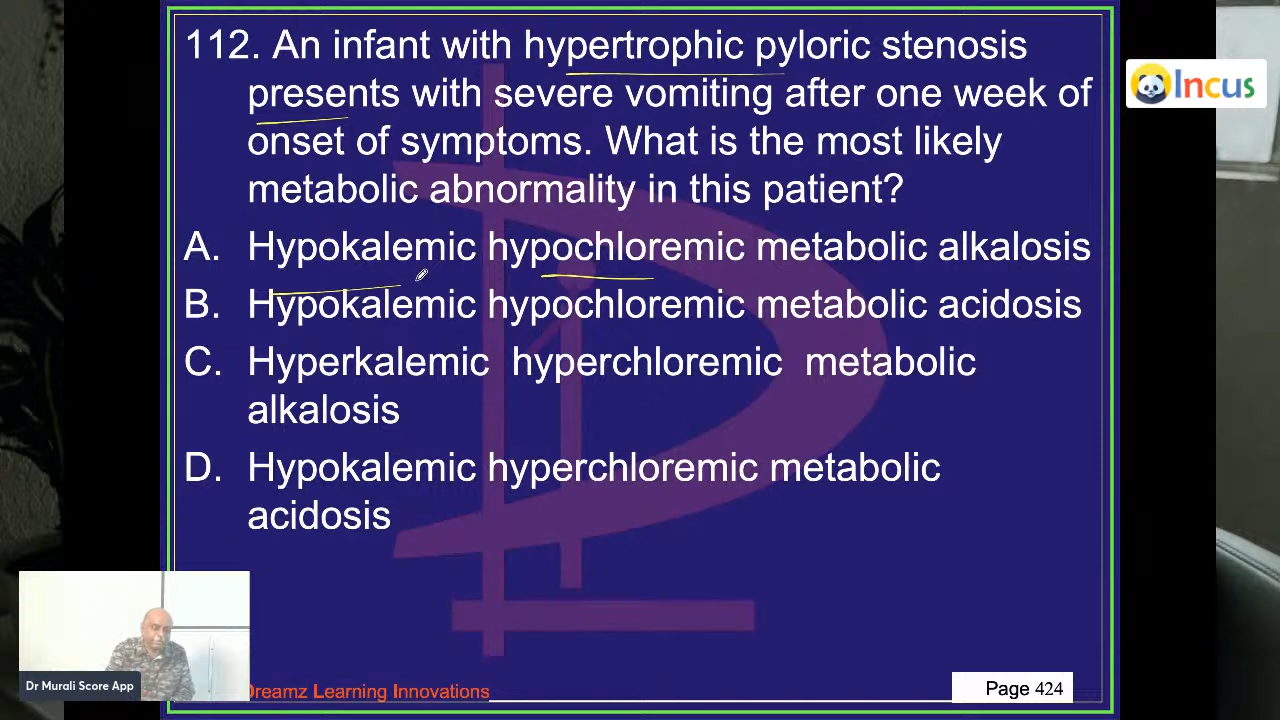 112. An infant with hypertrophic pyloric stenosis
presents with severe vomiting after one week of
onset of symptoms. What is the most likely
metabolic abnormality in this patient?
A. Hypokalemic hypochloremic metabolic alkalosis
B. Hypokalemic hypochloremic metabolic acidosis
C. Hyperkalemic hyperchloremic metabolic
alkalosis
D. Hypokalemic hyperchloremic metabolic
acidosis
Incus
Dr Murali Score App
Dreamz Learning Innovations
Page 424